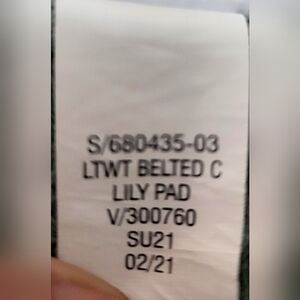 S/680435-03
LTWT BELTED C
LILY PAD
V/300760
SU21
02/21